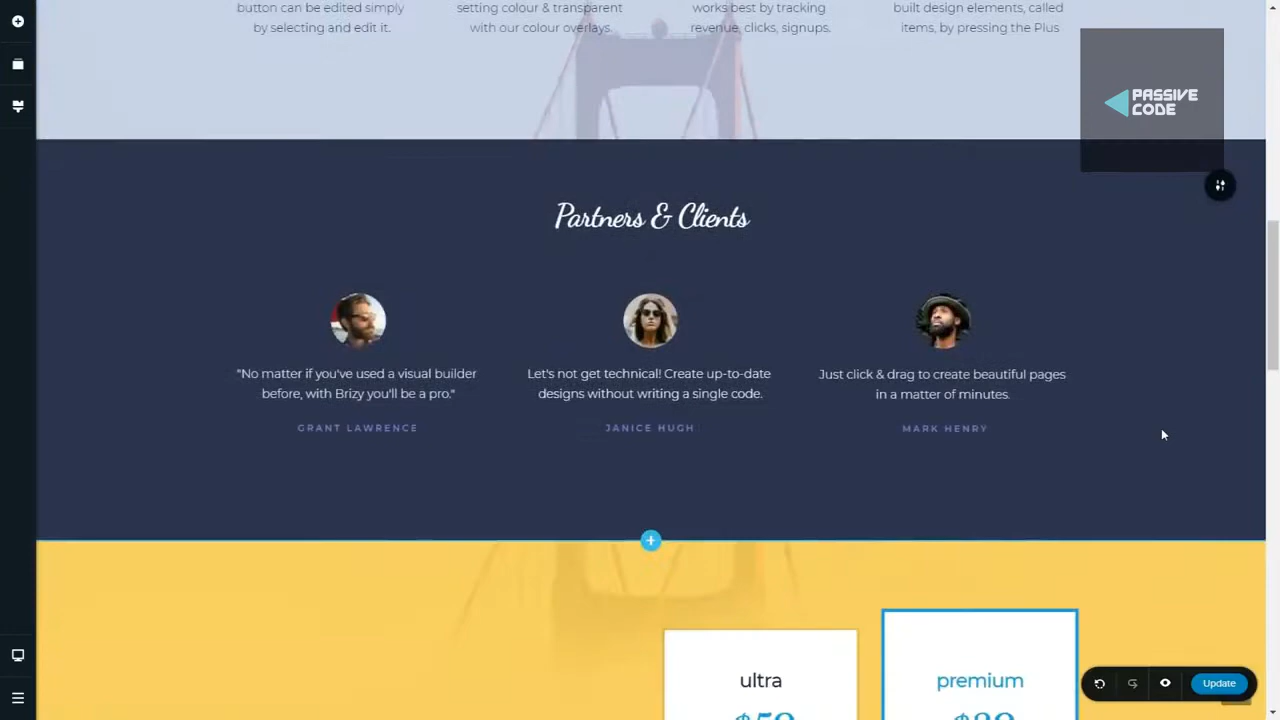 button can be edited simply
by selecting and edit it.
setting colour & transparent
with our colour overlays.
works best by tracking
revenue, clicks, signups.
built design elements, called
items, by pressing the Plus
PASSIVE
CODE
Partners & Clients
"No matter if you've used a visual builder
before, with Brizy you'll be a pro."
GRANT LAWRENCE
Let's not get technical! Create up-to-date
designs without writing a single code.
JANICE HUGH
Just click & drag to create beautiful pages
in a matter of minutes.
MARK HENRY
ultra
premium
Update